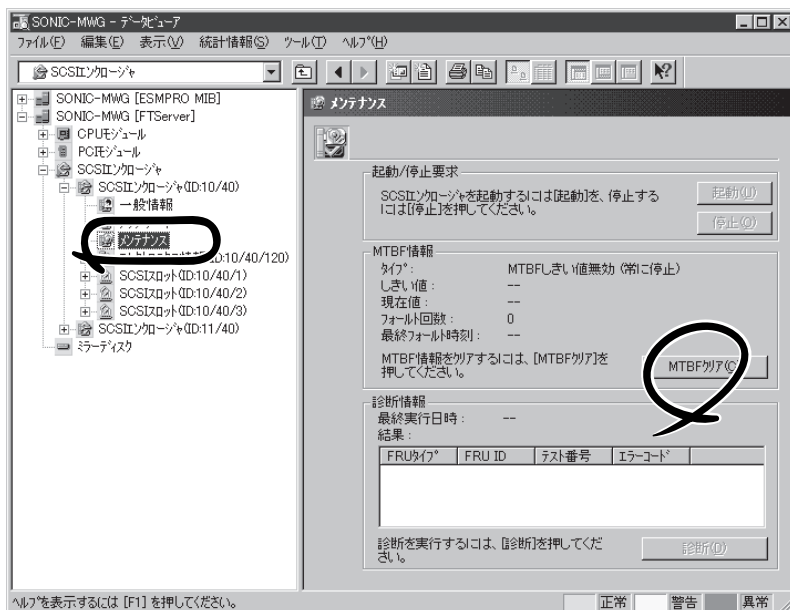 SONIC-MWG - ﾃﾞｰﾀﾋﾞｭｰｱ
ﾌｧｲﾙ(F) 編集(E) 表示(V) 統計情報(S) ﾂｰﾙ(T) ﾍﾙﾌﾟ(H)
SCSIｴﾝｸﾛｰｼﾞｬ
SONIC-MWG [ESMPRO MIB]
SONIC-MWG [FTServer]
CPUﾓｼﾞｭｰﾙ
PCIﾓｼﾞｭｰﾙ
SCSIｴﾝｸﾛｰｼﾞｬ
SCSIｴﾝｸﾛｰｼﾞｬ(ID:10/40)
一般情報
ﾒﾝﾃﾅﾝｽ
ID:10/40/120)
SCSIｽﾛｯﾄ(ID:10/40/1)
SCSIｽﾛｯﾄ(ID:10/40/2)
SCSIｽﾛｯﾄ(ID:10/40/3)
SCSIｴﾝｸﾛｰｼﾞｬ(ID:11/40)
ﾐﾗｰﾃﾞｨｽｸ
ﾒﾝﾃﾅﾝｽ
起動/停止要求
SCSIｴﾝｸﾛｰｼﾞｬを起動するには[起動]を、停止する
には[停止]を押してください。
起動(U)
停止(O)
MTBF情報
ﾀｲﾌﾟ: MTBFしきい値無効 (常に停止)
しきい値: --
現在値: --
ﾌｫｰﾙﾄ回数: 0
最終ﾌｫｰﾙﾄ時刻: --
MTBF情報をｸﾘｱするには、[MTBFｸﾘｱ]を
押してください。
MTBFｸﾘｱ(C)
診断情報
最終実行日時: --
結果:
FRUﾀｲﾌﾟ FRU ID ﾃｽﾄ番号 ｴﾗｰｺｰﾄﾞ
診断を実行するには、[診断]を押してくだ
さい。
診断(D)
ﾍﾙﾌﾟを表示するには [F1] を押してください。 正常 警告 異常